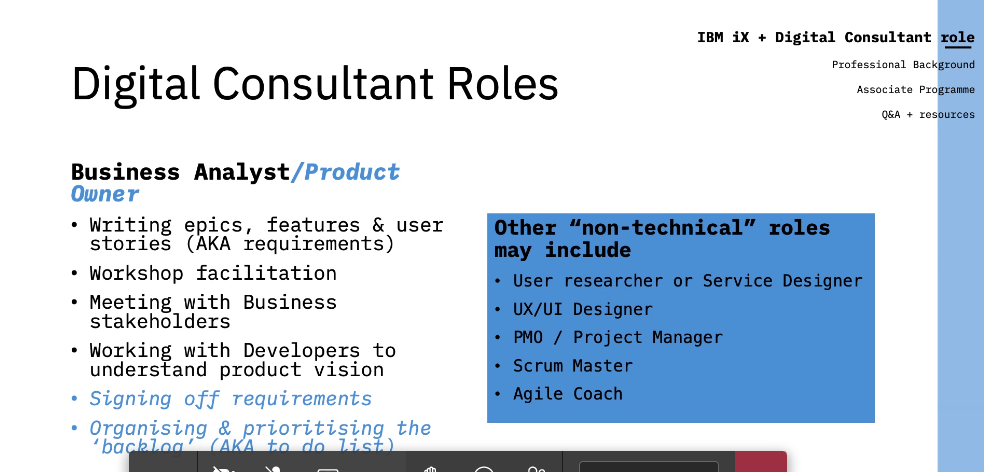 IBM iX + Digital Consultant role
Professional Background
Associate Programme
Q&A + resources
Digital Consultant Roles
Business Analyst/Product
Owner
• Writing epics, features & user
stories (AKA requirements)
• Workshop facilitation
• Meeting with Business
stakeholders
• Working with Developers to
understand product vision
• Signing off requirements
• Organising & prioritising the
‘backlog’ (AKA to do list)
Other “non-technical” roles
may include
• User researcher or Service Designer
• UX/UI Designer
• PMO / Project Manager
• Scrum Master
• Agile Coach